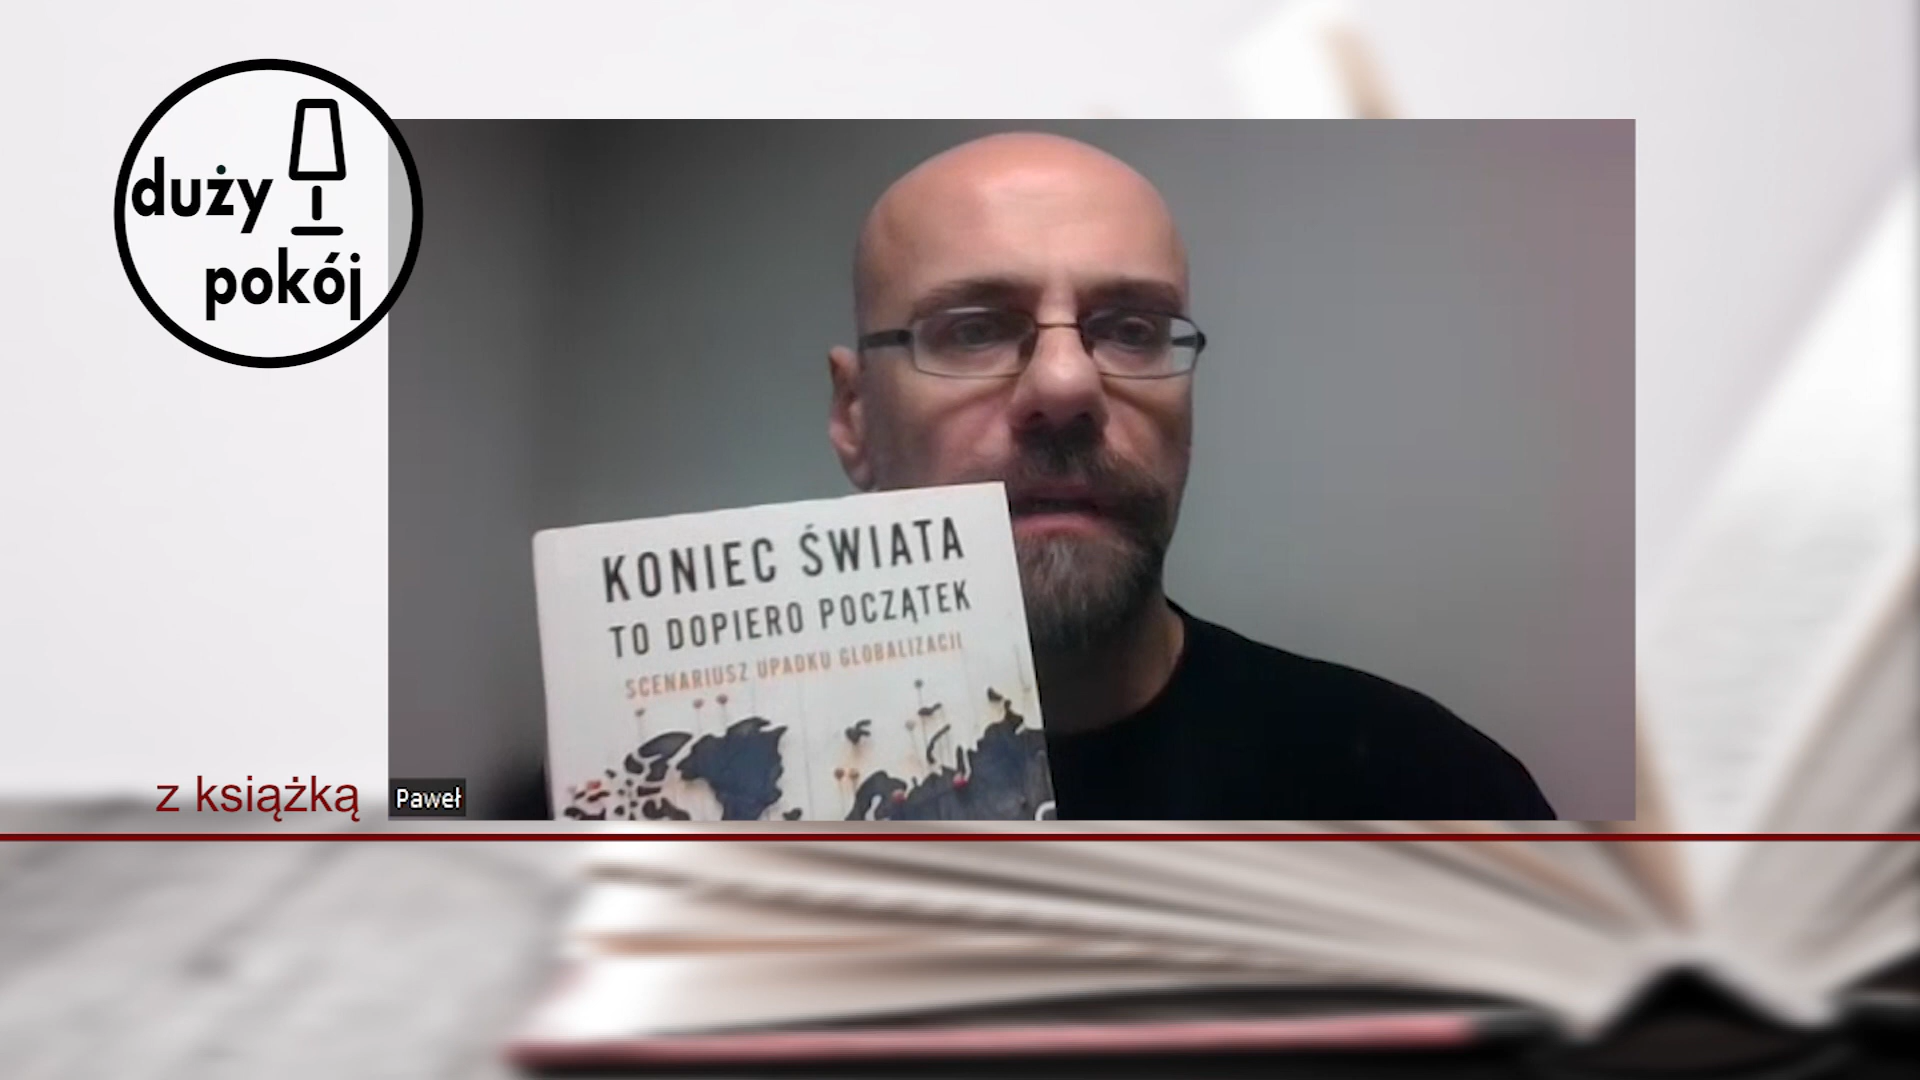 duży
pokój
KONIEC ŚWIATA
TO DOPIERO POCZĄTEK
SCENARIUSZ UPADKU GLOBALIZACJI
z książką
Paweł